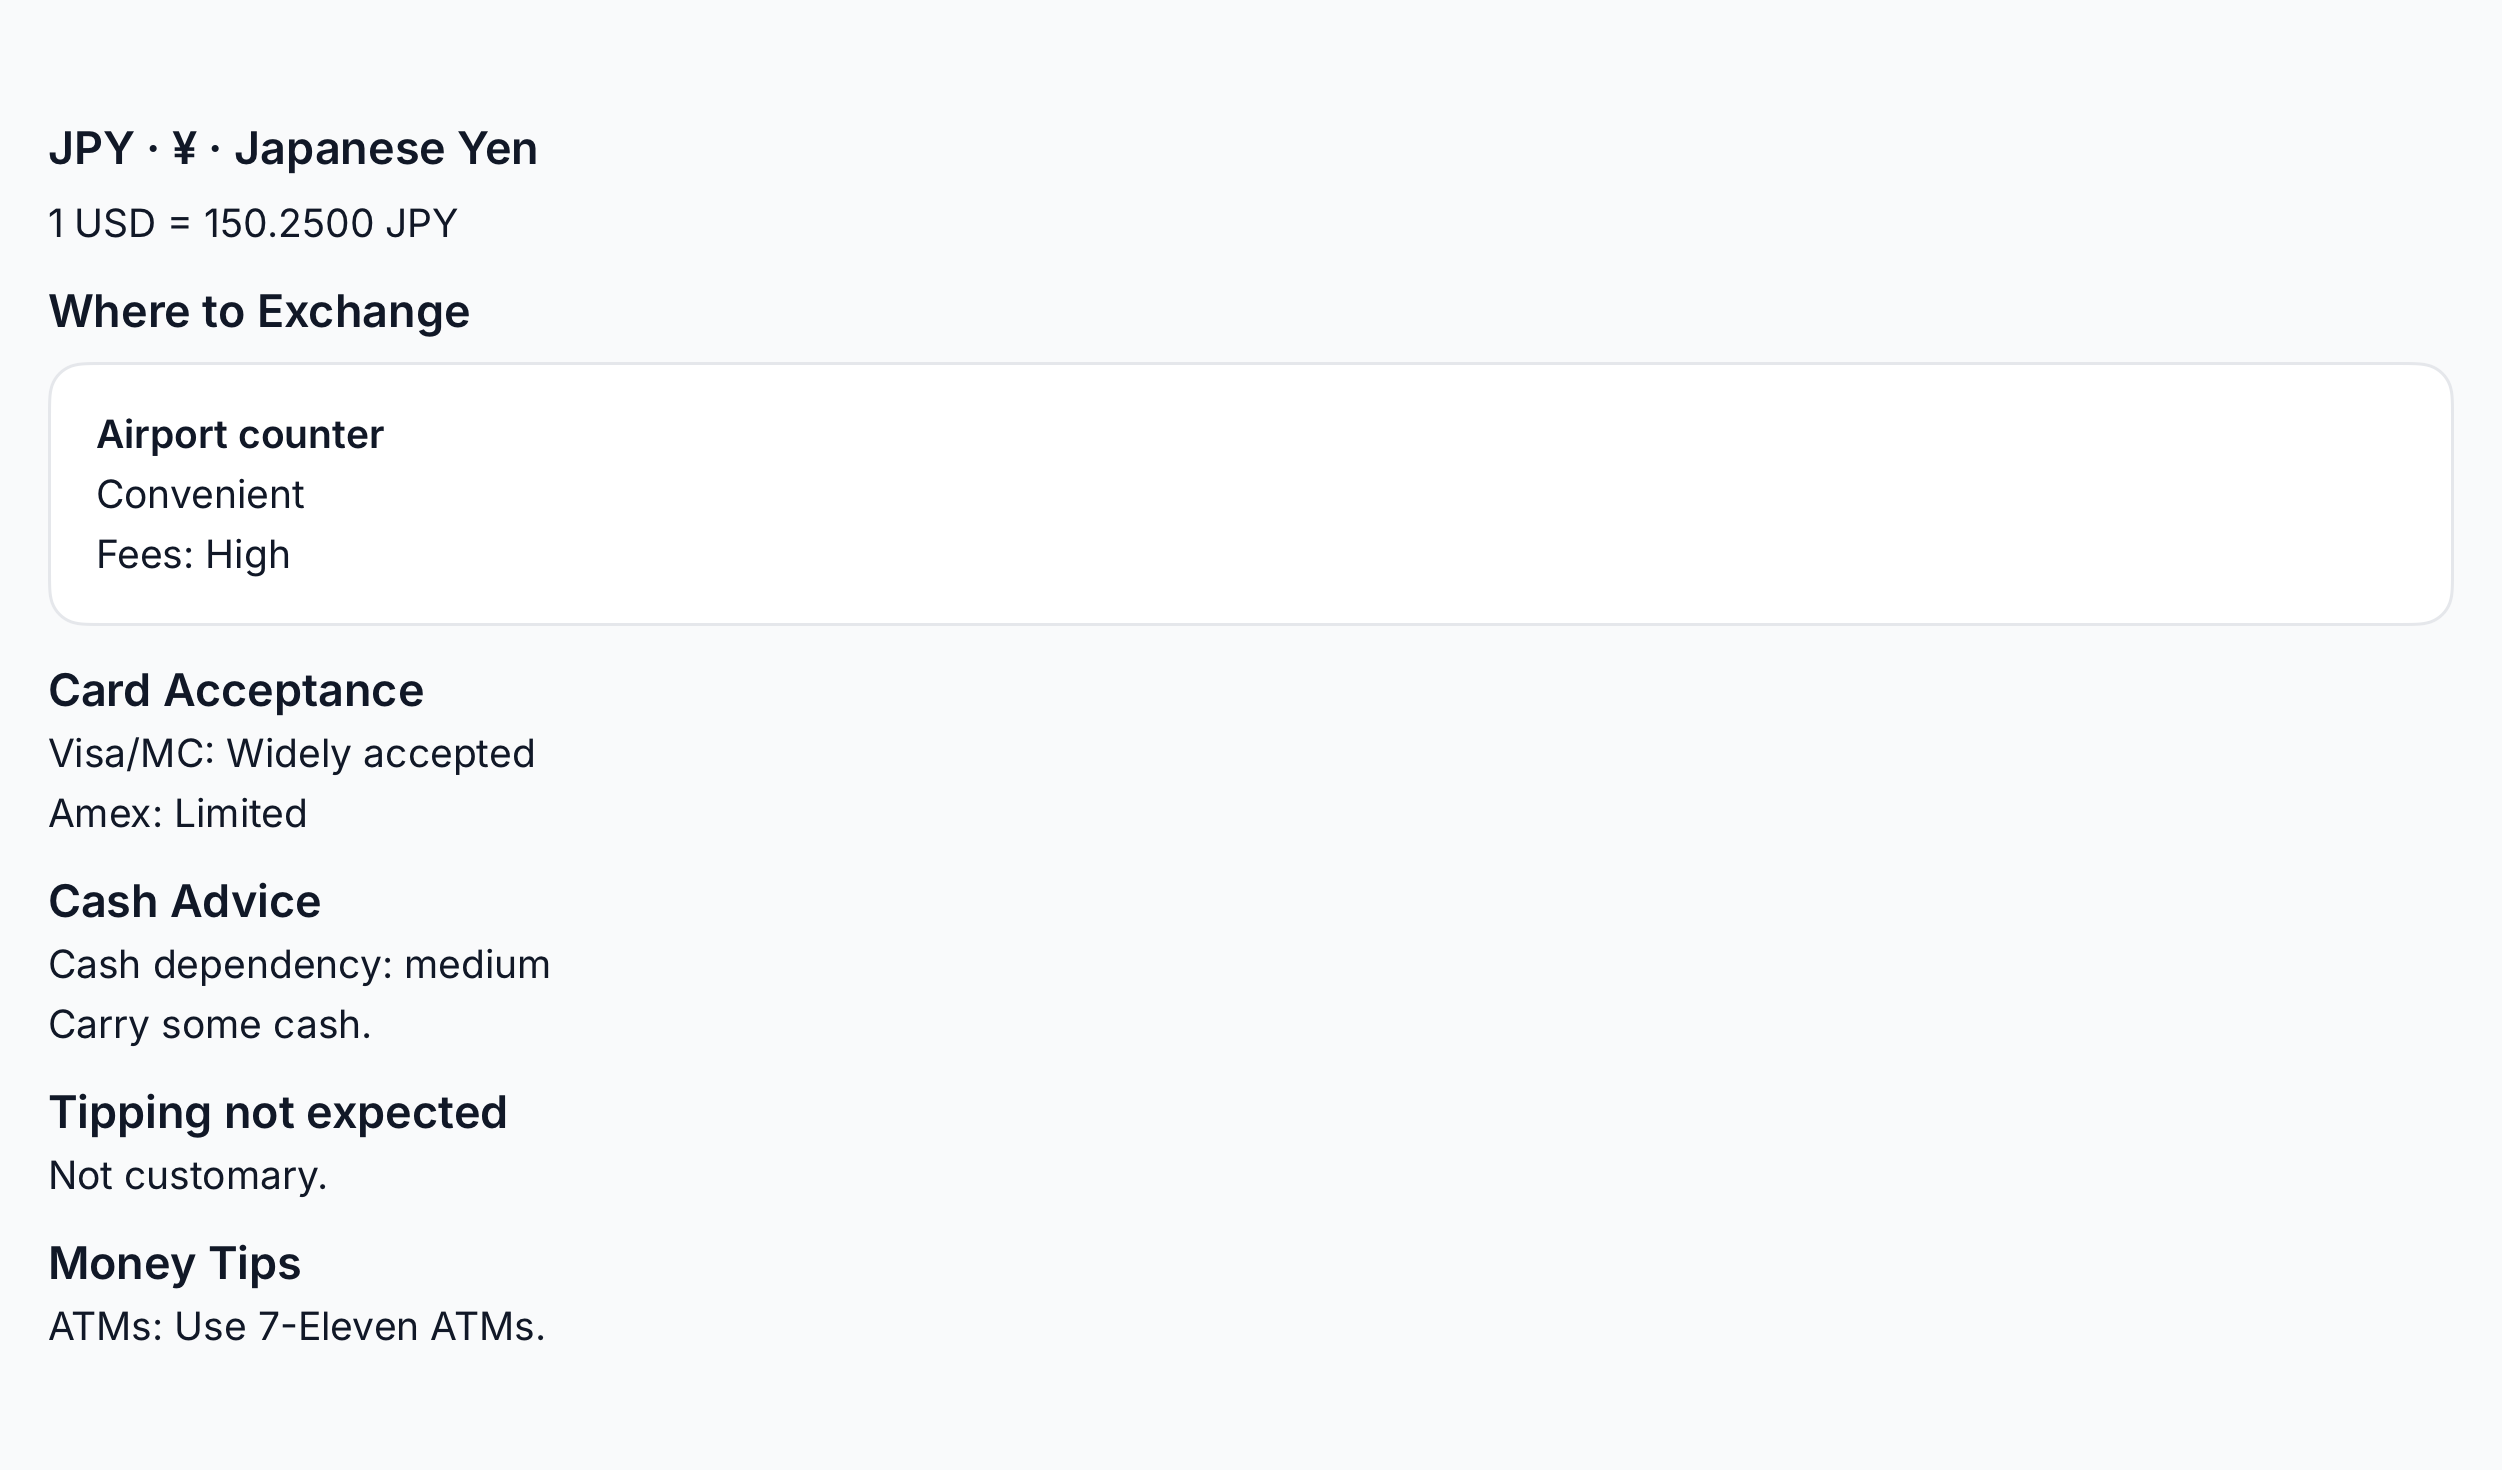 JPY · ¥ · Japanese Yen
1 USD = 150.2500 JPY
Where to Exchange
Airport counter
Convenient
Fees: High
Card Acceptance
Visa/MC: Widely accepted
Amex: Limited
Cash Advice
Cash dependency: medium
Carry some cash.
Tipping not expected
Not customary.
Money Tips
ATMs: Use 7-Eleven ATMs.